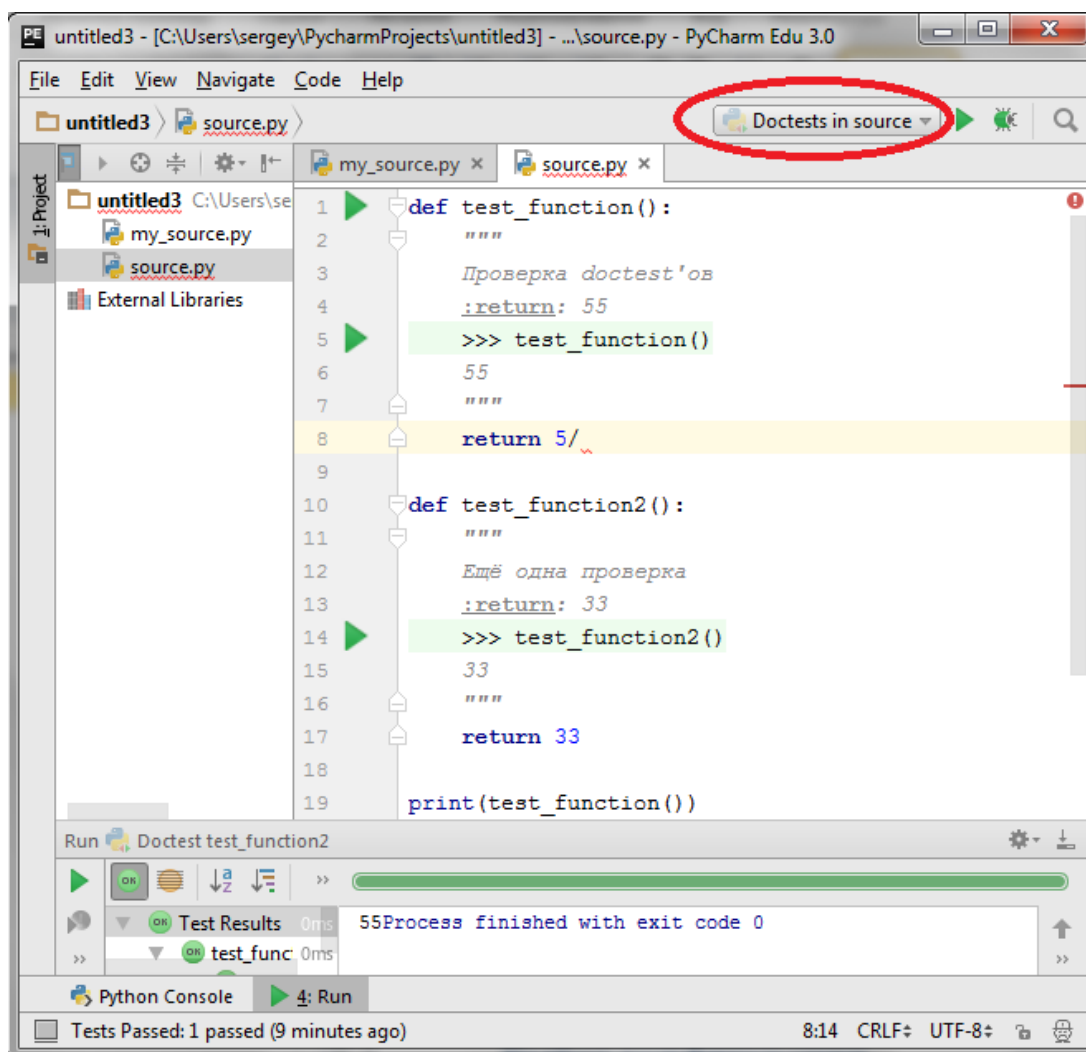 untitled3 - [C:\Users\sergey\PycharmProjects\untitled3] - ...\source.py - PyCharm Edu 3.0
File Edit View Navigate Code Help
untitled3 source.py
Doctests in source
my_source.py source.py
1: Project
untitled3 C:\Users\se
my_source.py
source.py
External Libraries
1 def test_function():
2 """
3 Проверка doctest'ов
4 :return: 55
5 >>> test_function()
6 55
7 """
8 return 5/
9
10 def test_function2():
11 """
12 Ещё одна проверка
13 :return: 33
14 >>> test_function2()
15 33
16 """
17 return 33
18
19 print(test_function())
Run Doctest test_function2
OK
OK Test Results 0ms 55Process finished with exit code 0
OK test_func 0ms
Python Console 4: Run
Tests Passed: 1 passed (9 minutes ago) 8:14 CRLF UTF-8